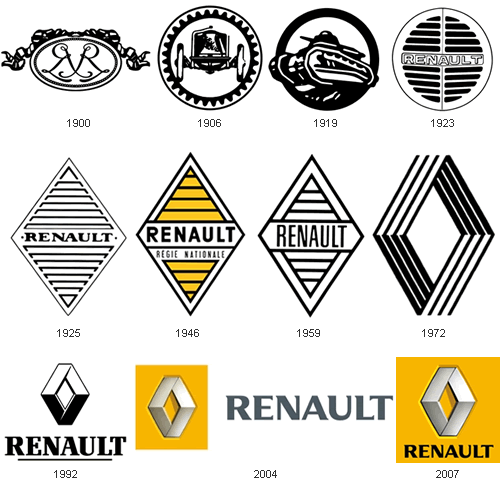 RR
1900
1906
1919
RENAULT
1923
·RENAULT·
1925
RENAULT
RÉGIE NATIONALE
1946
RENAULT
1959
1972
RENAULT
1992
RENAULT
2004
RENAULT
2007